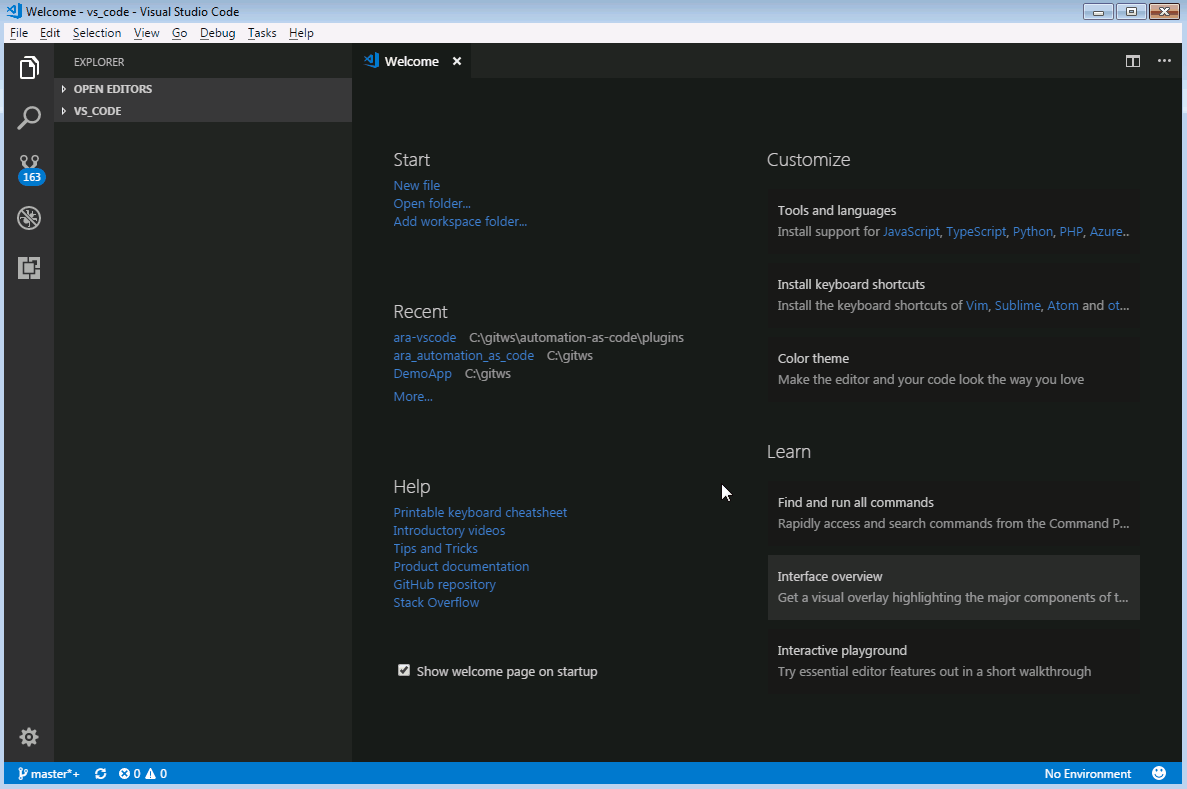 Welcome - vs_code - Visual Studio Code
File Edit Selection View Go Debug Tasks Help
EXPLORER
OPEN EDITORS
VS_CODE
163
Welcome
Start
New file
Open folder...
Add workspace folder...
Recent
ara-vscode C:\gitws\automation-as-code\plugins
ara_automation_as_code C:\gitws
DemoApp C:\gitws
More...
Help
Printable keyboard cheatsheet
Introductory videos
Tips and Tricks
Product documentation
GitHub repository
Stack Overflow
Show welcome page on startup
Customize
Tools and languages
Install support for JavaScript, TypeScript, Python, PHP, Azure..
Install keyboard shortcuts
Install the keyboard shortcuts of Vim, Sublime, Atom and ot...
Color theme
Make the editor and your code look the way you love
Learn
Find and run all commands
Rapidly access and search commands from the Command P...
Interface overview
Get a visual overlay highlighting the major components of t...
Interactive playground
Try essential editor features out in a short walkthrough
master*+ 0 0 No Environment